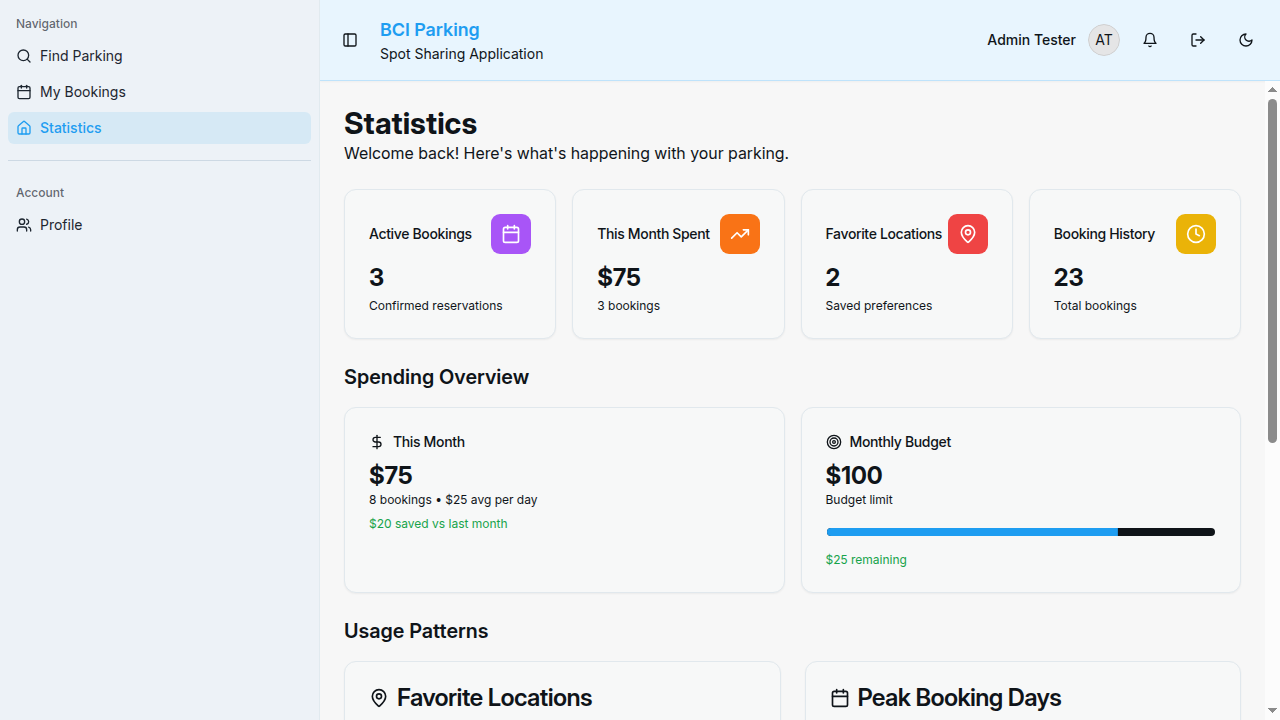 Navigation
Find Parking
My Bookings
Statistics
Account
Profile
BCI Parking
Spot Sharing Application
Admin Tester
AT
Statistics
Welcome back! Here's what's happening with your parking.
Active Bookings
3
Confirmed reservations
This Month Spent
$75
3 bookings
Favorite Locations
2
Saved preferences
Booking History
23
Total bookings
Spending Overview
This Month
$75
8 bookings • $25 avg per day
$20 saved vs last month
Monthly Budget
$100
Budget limit
$25 remaining
Usage Patterns
Favorite Locations
Peak Booking Days